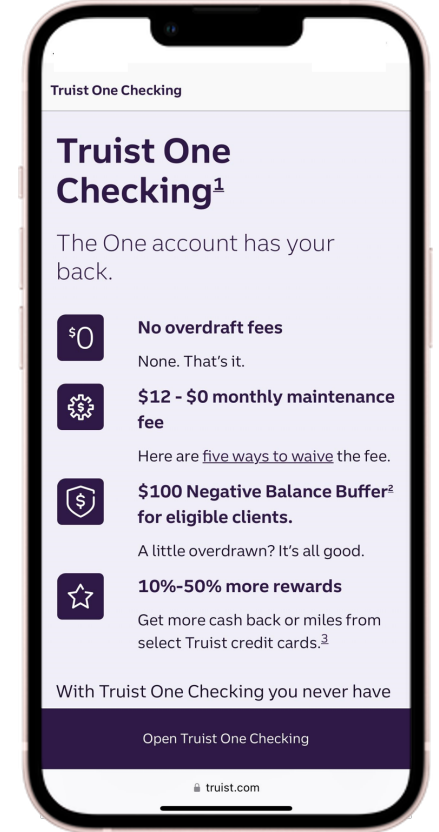 Truist One Checking
Truist One
Checking1
The One account has your
back.
$0
No overdraft fees
None. That's it.
$
$12 - $0 monthly maintenance
fee
Here are five ways to waive the fee.
$
$100 Negative Balance Buffer2
for eligible clients.
A little overdrawn? It's all good.
10%-50% more rewards
Get more cash back or miles from
select Truist credit cards.3
With Truist One Checking you never have
Open Truist One Checking
truist.com